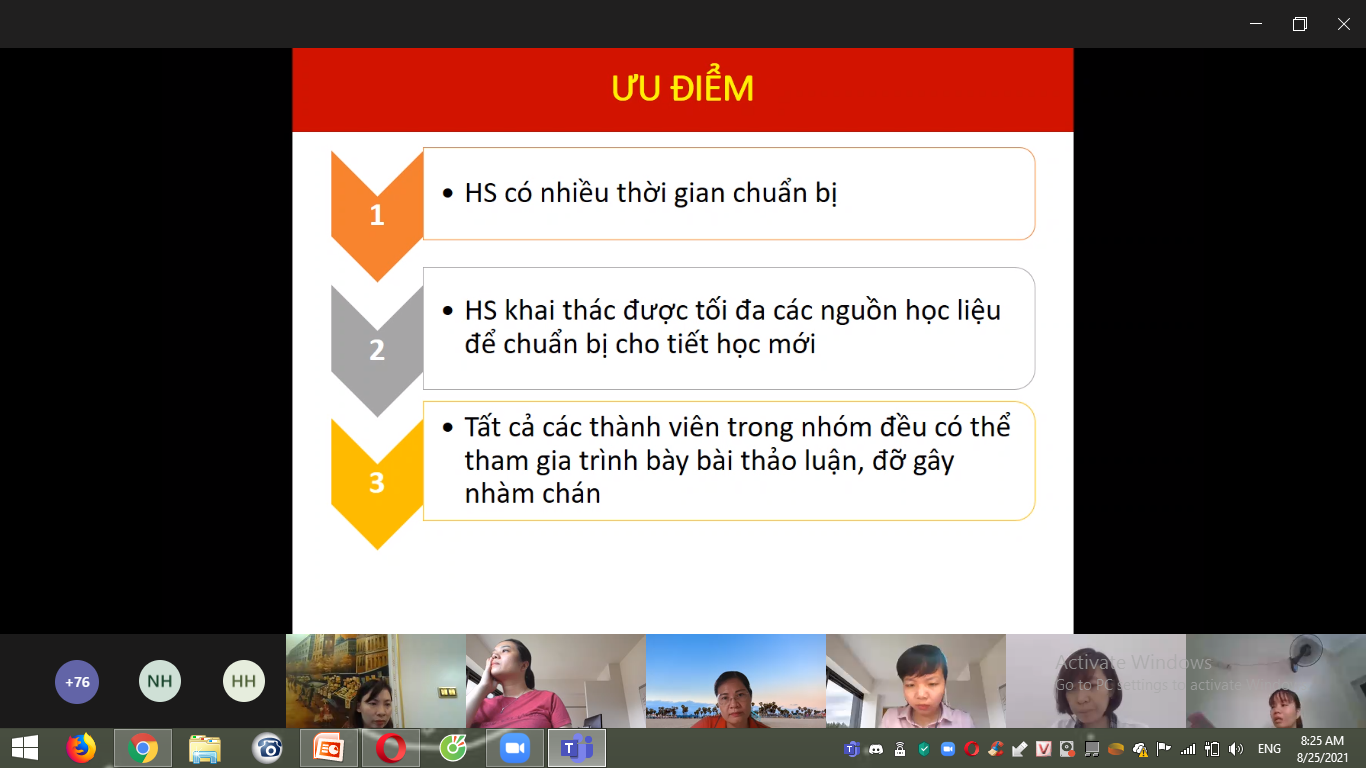 ƯU ĐIỂM
1
• HS có nhiều thời gian chuẩn bị
2
• HS khai thác được tối đa các nguồn học liệu
để chuẩn bị cho tiết học mới
3
• Tất cả các thành viên trong nhóm đều có thể
tham gia trình bày bài thảo luận, đỡ gây
nhàm chán
+76
NH
HH
Activate Windows
Go to PC settings to activate
ENG
8:25 AM
8/25/2021